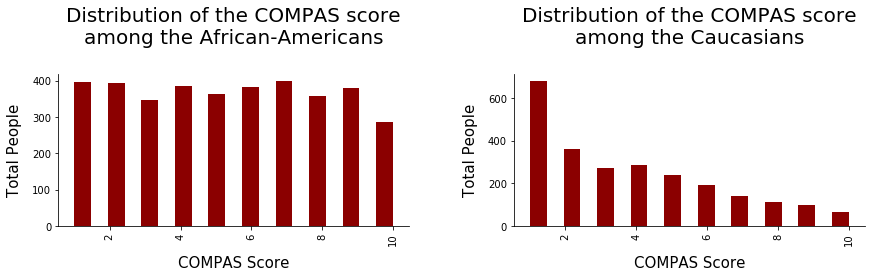 Distribution of the COMPAS score
among the African-Americans
400
300
200
100
0
Total People
2
4
6
8
10
COMPAS Score
Distribution of the COMPAS score
among the Caucasians
600
400
200
0
Total People
2
4
6
8
10
COMPAS Score